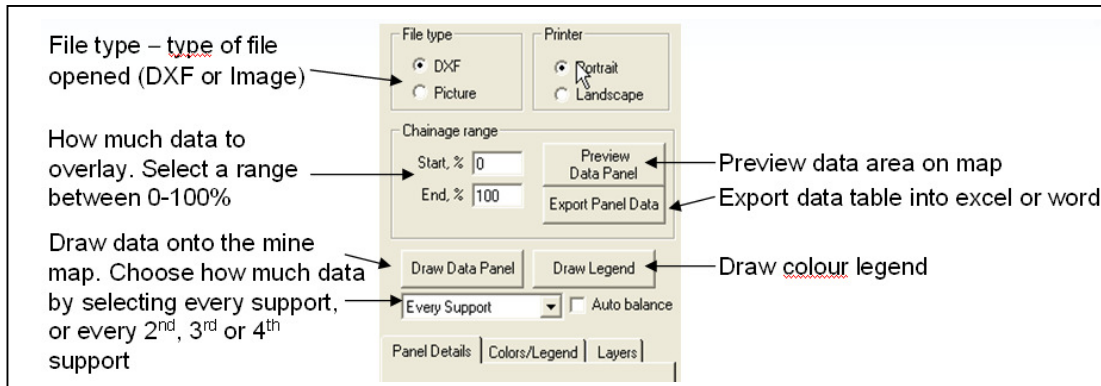 File type – type of file
opened (DXF or Image)
How much data to
overlay. Select a range
between 0-100%
Draw data onto the mine
map. Choose how much data
by selecting every support,
or every 2nd, 3rd or 4th
support
File type
DXF
Picture
Printer
Portrait
Landscape
Chainage range
Start, % 0
End, % 100
Preview
Data Panel
Export Panel Data
Draw Data Panel
Draw Legend
Every Support
Auto balance
Panel Details
Colors/Legend
Layers
Preview data area on map
Export data table into excel or word
Draw colour legend